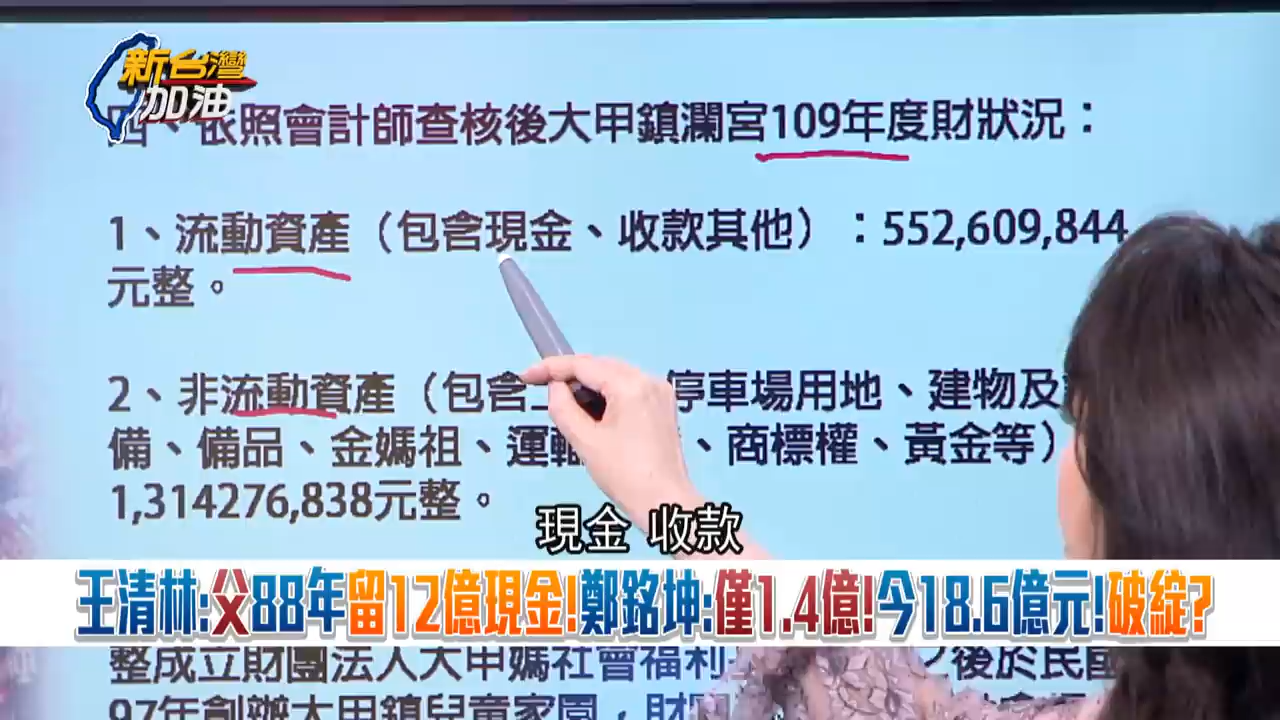 新台灣
加油
四、依照會計師查核後大甲鎮瀾宮109年度財狀況：
1、流動資產（包含現金、收款其他）：552,609,844
元整。
2、非流動資產（包含 停車場用地、建物及
備、備品、金媽祖、運輸 、商標權、黃金等）
1,314276,838元整。
現金 收款
王清林:父88年留12億現金!鄭銘坤:僅1.4億!今18.6億元!破綻?
整成立財團法人大甲媽社會福利 之後於民國
97年創辦大甲鎮兒童家園，財